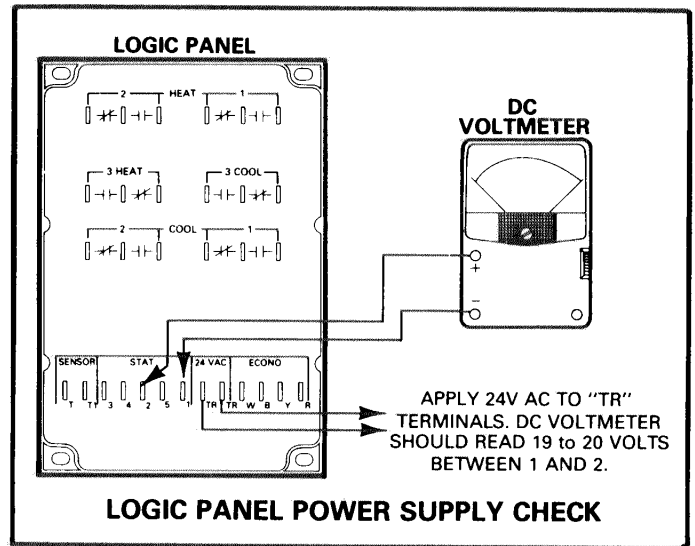 LOGIC PANEL
2 HEAT 1
3 HEAT 3 COOL
2 COOL 1
DC
VOLTMETER
+
−
SENSOR STAT 24 VAC ECONO
T T1 3 4 2 5 1 TR TR W B Y R
APPLY 24V AC TO "TR"
TERMINALS. DC VOLTMETER
SHOULD READ 19 to 20 VOLTS
BETWEEN 1 AND 2.
LOGIC PANEL POWER SUPPLY CHECK